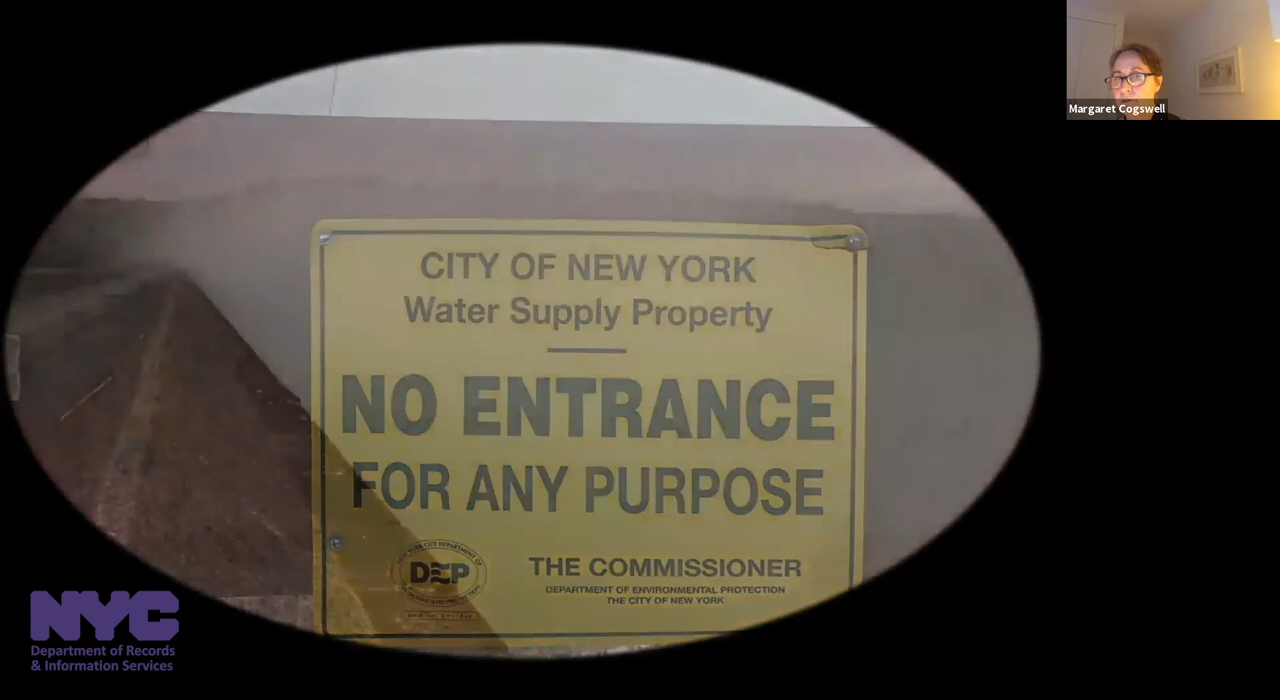 Margaret Cogswell
CITY OF NEW YORK
Water Supply Property
NO ENTRANCE
FOR ANY PURPOSE
DEP
THE COMMISSIONER
DEPARTMENT OF ENVIRONMENTAL PROTECTION
THE CITY OF NEW YORK
NYC
Department of Records
& Information Services